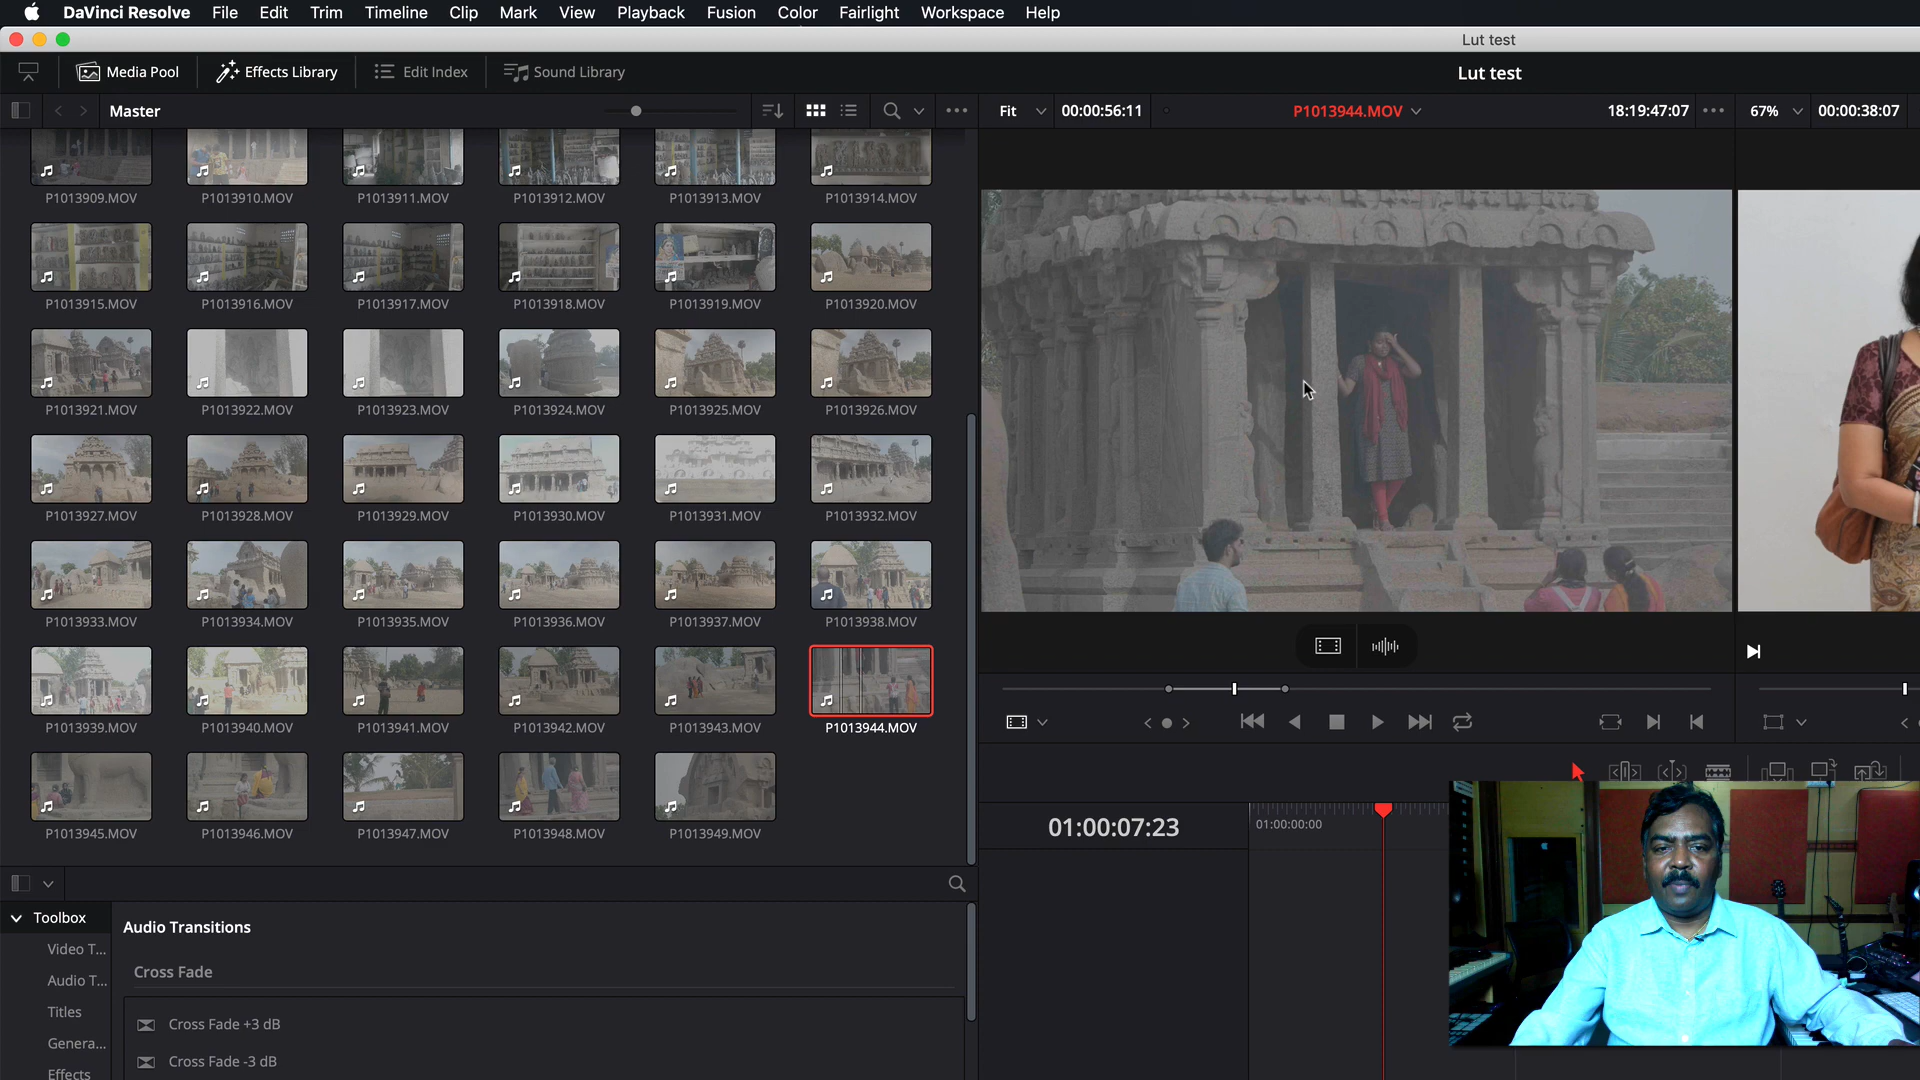 DaVinci Resolve File Edit Trim Timeline Clip Mark View Playback Fusion Color Fairlight Workspace Help
Lut test
Media Pool Effects Library Edit Index Sound Library Lut test
Master Fit 00:00:56:11 P1013944.MOV 18:19:47:07 67% 00:00:38:07
P1013909.MOV P1013910.MOV P1013911.MOV P1013912.MOV P1013913.MOV P1013914.MOV
P1013915.MOV P1013916.MOV P1013917.MOV P1013918.MOV P1013919.MOV P1013920.MOV
P1013921.MOV P1013922.MOV P1013923.MOV P1013924.MOV P1013925.MOV P1013926.MOV
P1013927.MOV P1013928.MOV P1013929.MOV P1013930.MOV P1013931.MOV P1013932.MOV
P1013933.MOV P1013934.MOV P1013935.MOV P1013936.MOV P1013937.MOV P1013938.MOV
P1013939.MOV P1013940.MOV P1013941.MOV P1013942.MOV P1013943.MOV P1013944.MOV
P1013945.MOV P1013946.MOV P1013947.MOV P1013948.MOV P1013949.MOV
01:00:07:23 01:00:00:00
Toolbox
Video T...
Audio T...
Titles
Genera...
Effects
Audio Transitions
Cross Fade
Cross Fade +3 dB
Cross Fade -3 dB